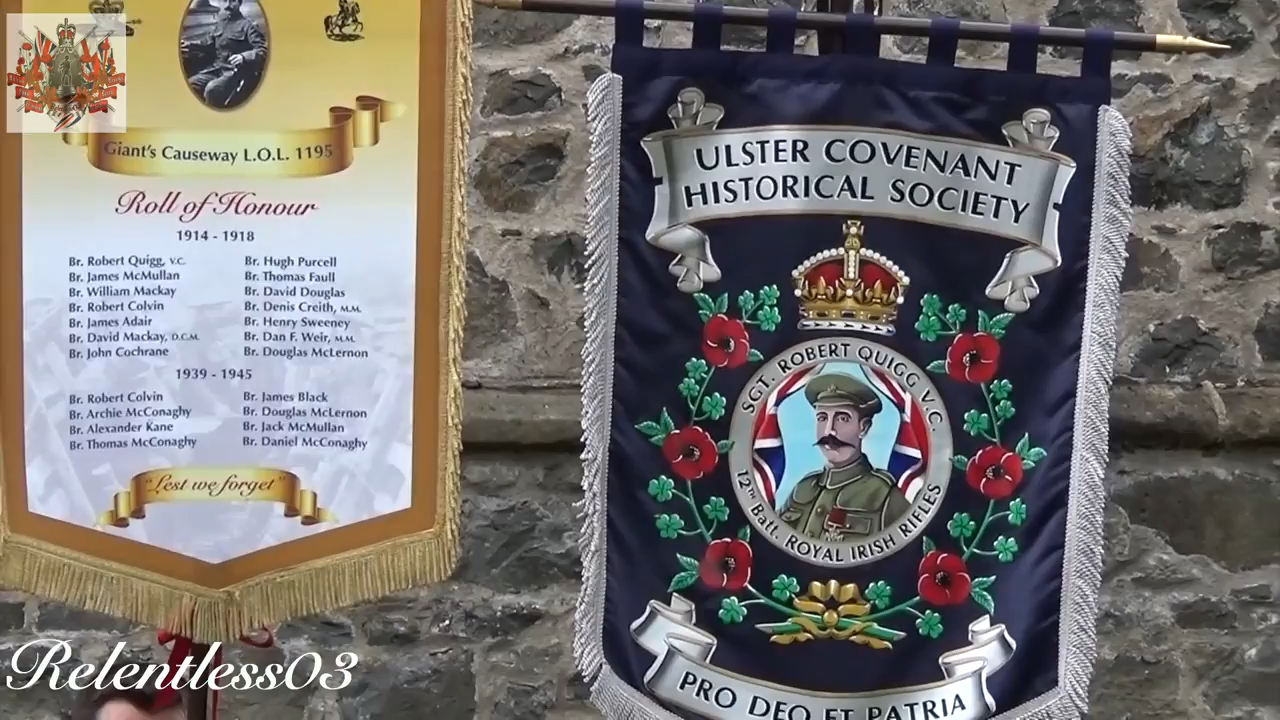 Giant's Causeway L.O.L. 1195
Roll of Honour
1914 - 1918
Br. Robert Quigg, V.C.
Br. James McMullan
Br. William Mackay
Br. Robert Colvin
Br. James Adair
Br. David Mackay, D.C.M.
Br. John Cochrane
Br. Hugh Purcell
Br. Thomas Faull
Br. David Douglas
Br. Denis Creith, M.M.
Br. Henry Sweeney
Br. Dan F. Weir, M.M.
Br. Douglas McLernon
1939 - 1945
Br. Robert Colvin
Br. Archie McConaghy
Br. Alexander Kane
Br. Thomas McConaghy
Br. James Black
Br. Douglas McLernon
Br. Jack McMullan
Br. Daniel McConaghy
"Lest we forget"
ULSTER COVENANT
HISTORICAL SOCIETY
SGT. ROBERT QUIGG V.C.
12TH Batt. ROYAL IRISH RIFLES
PRO DEO ET PATRIA
Relentless03